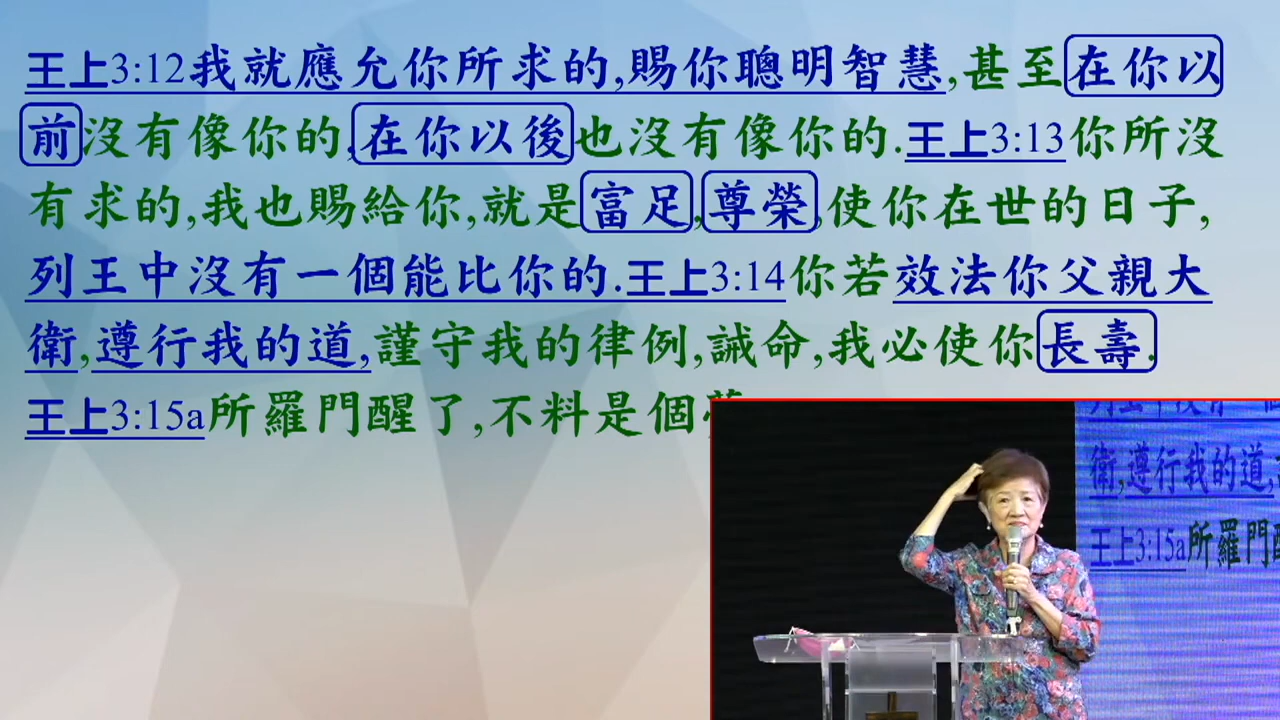 王上3:12我就應允你所求的,賜你聰明智慧,甚至在你以
前沒有像你的,在你以後也沒有像你的.王上3:13你所沒
有求的,我也賜給你,就是富足,尊榮,使你在世的日子,
列王中沒有一個能比你的.王上3:14你若效法你父親大
衛,遵行我的道,謹守我的律例,誡命,我必使你長壽.
王上3:15a所羅門醒了,不料是個
衛,遵行我的道,
王上3:15a所羅門